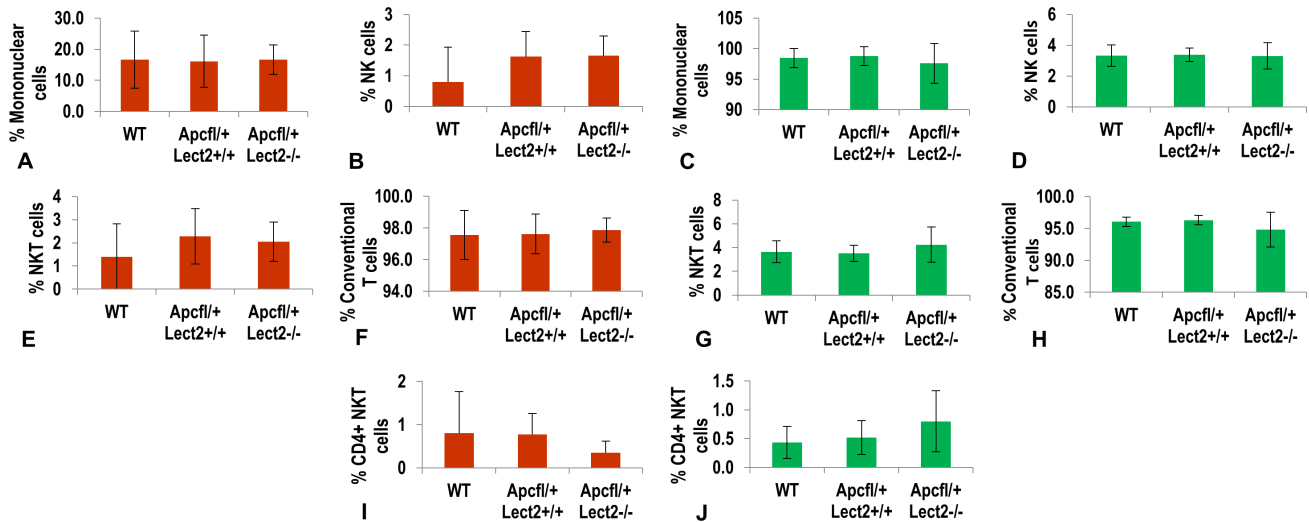 % Mononuclear
cells
30.0
20.0
10.0
0.0
WT
Apcfl/+
Lect2+/+
Apcfl/+
Lect2-/-
A
% NK cells
3
2
1
0
WT
Apcfl/+
Lect2+/+
Apcfl/+
Lect2-/-
B
% Mononuclear
cells
105
100
95
90
WT
Apcfl/+
Lect2+/+
Apcfl/+
Lect2-/-
C
% NK cells
6
4
2
0
WT
Apcfl/+
Lect2+/+
Apcfl/+
Lect2-/-
D
% NKT cells
4
3
2
1
0
WT
Apcfl/+
Lect2+/+
Apcfl/+
Lect2-/-
E
% Conventional
T cells
100.0
98.0
96.0
94.0
WT
Apcfl/+
Lect2+/+
Apcfl/+
Lect2-/-
F
% NKT cells
8
6
4
2
0
WT
Apcfl/+
Lect2+/+
Apcfl/+
Lect2-/-
G
% Conventional
T cells
100.0
95.0
90.0
85.0
WT
Apcfl/+
Lect2+/+
Apcfl/+
Lect2-/-
H
% CD4+ NKT
cells
2
1
0
WT
Apcfl/+
Lect2+/+
Apcfl/+
Lect2-/-
I
% CD4+ NKT
cells
1.5
1.0
0.5
0.0
WT
Apcfl/+
Lect2+/+
Apcfl/+
Lect2-/-
J